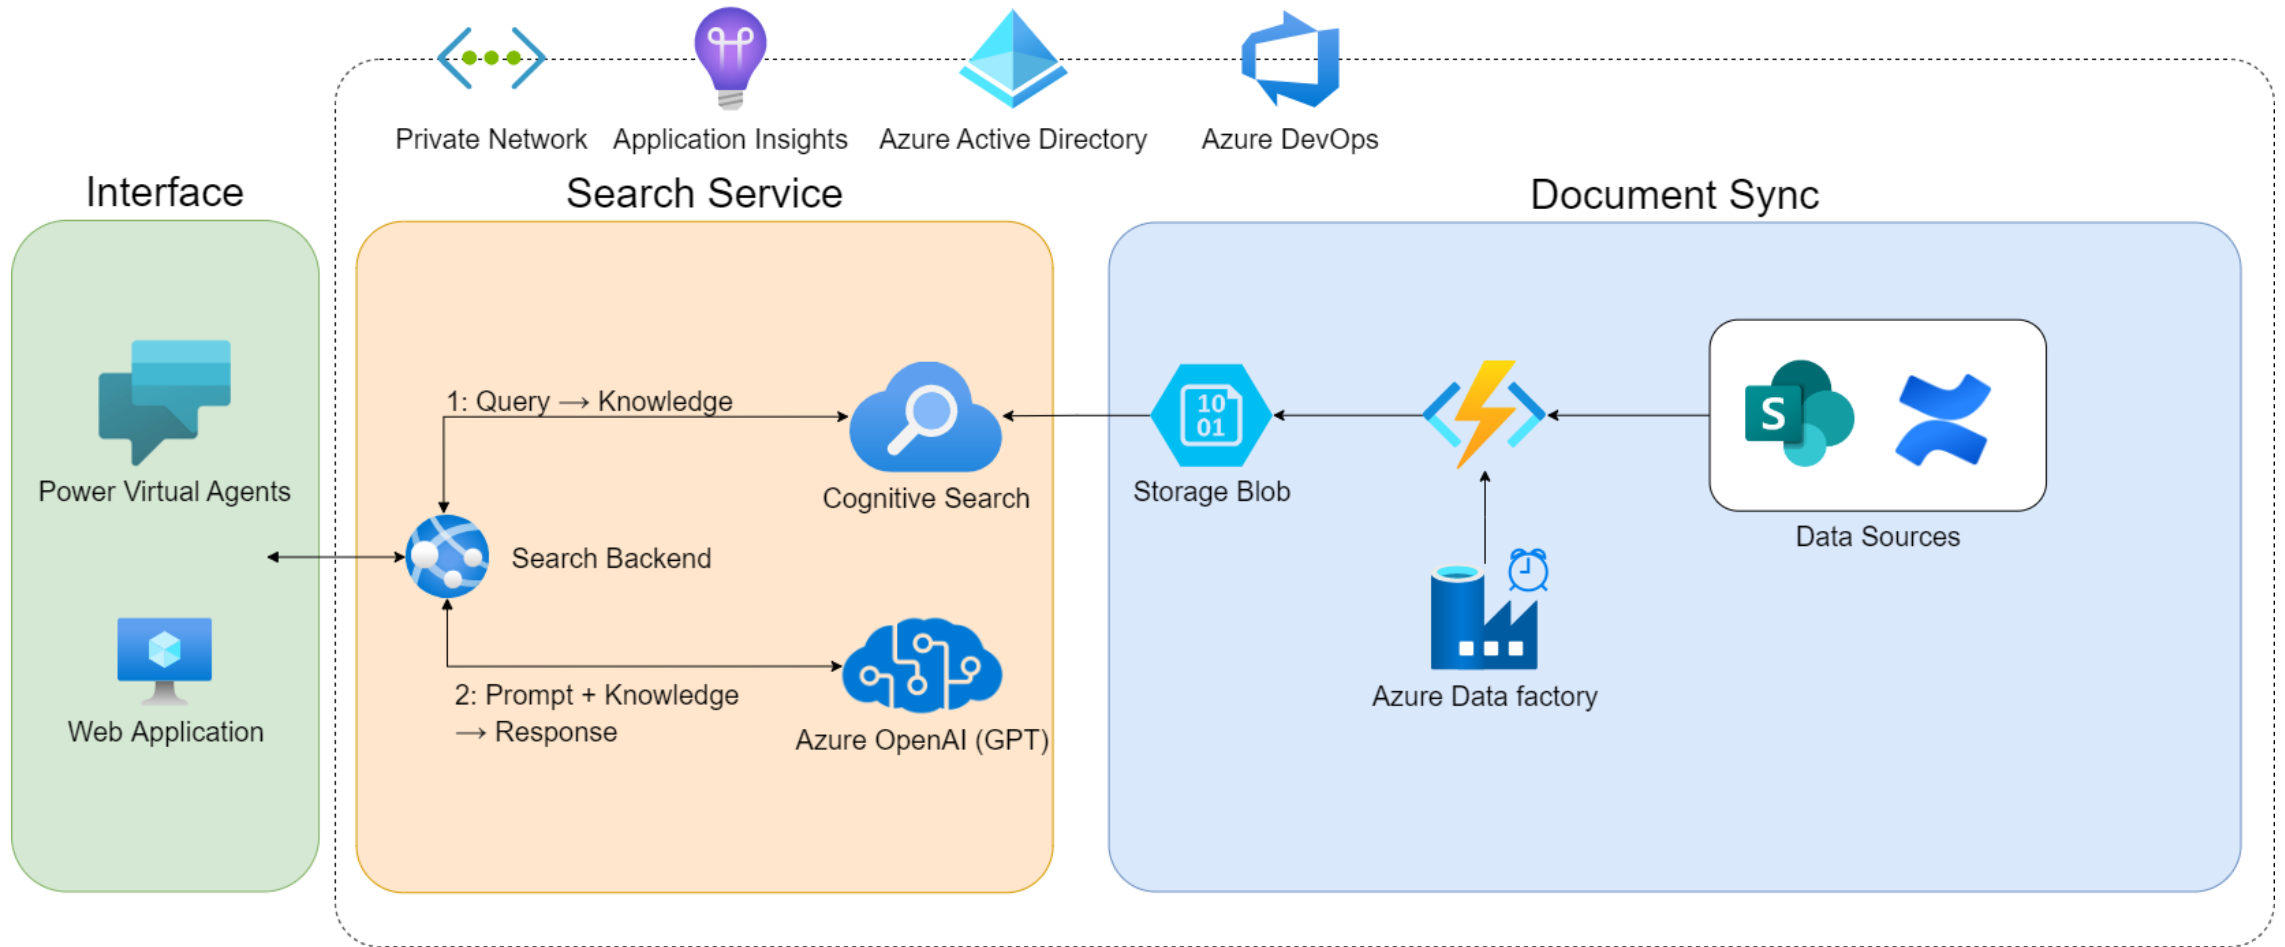 Private Network
Application Insights
Azure Active Directory
Azure DevOps
Interface
Search Service
Document Sync
Power Virtual Agents
Web Application
1: Query → Knowledge
Cognitive Search
Search Backend
2: Prompt + Knowledge
→ Response
Azure OpenAI (GPT)
10
01
Storage Blob
S
Data Sources
Azure Data factory